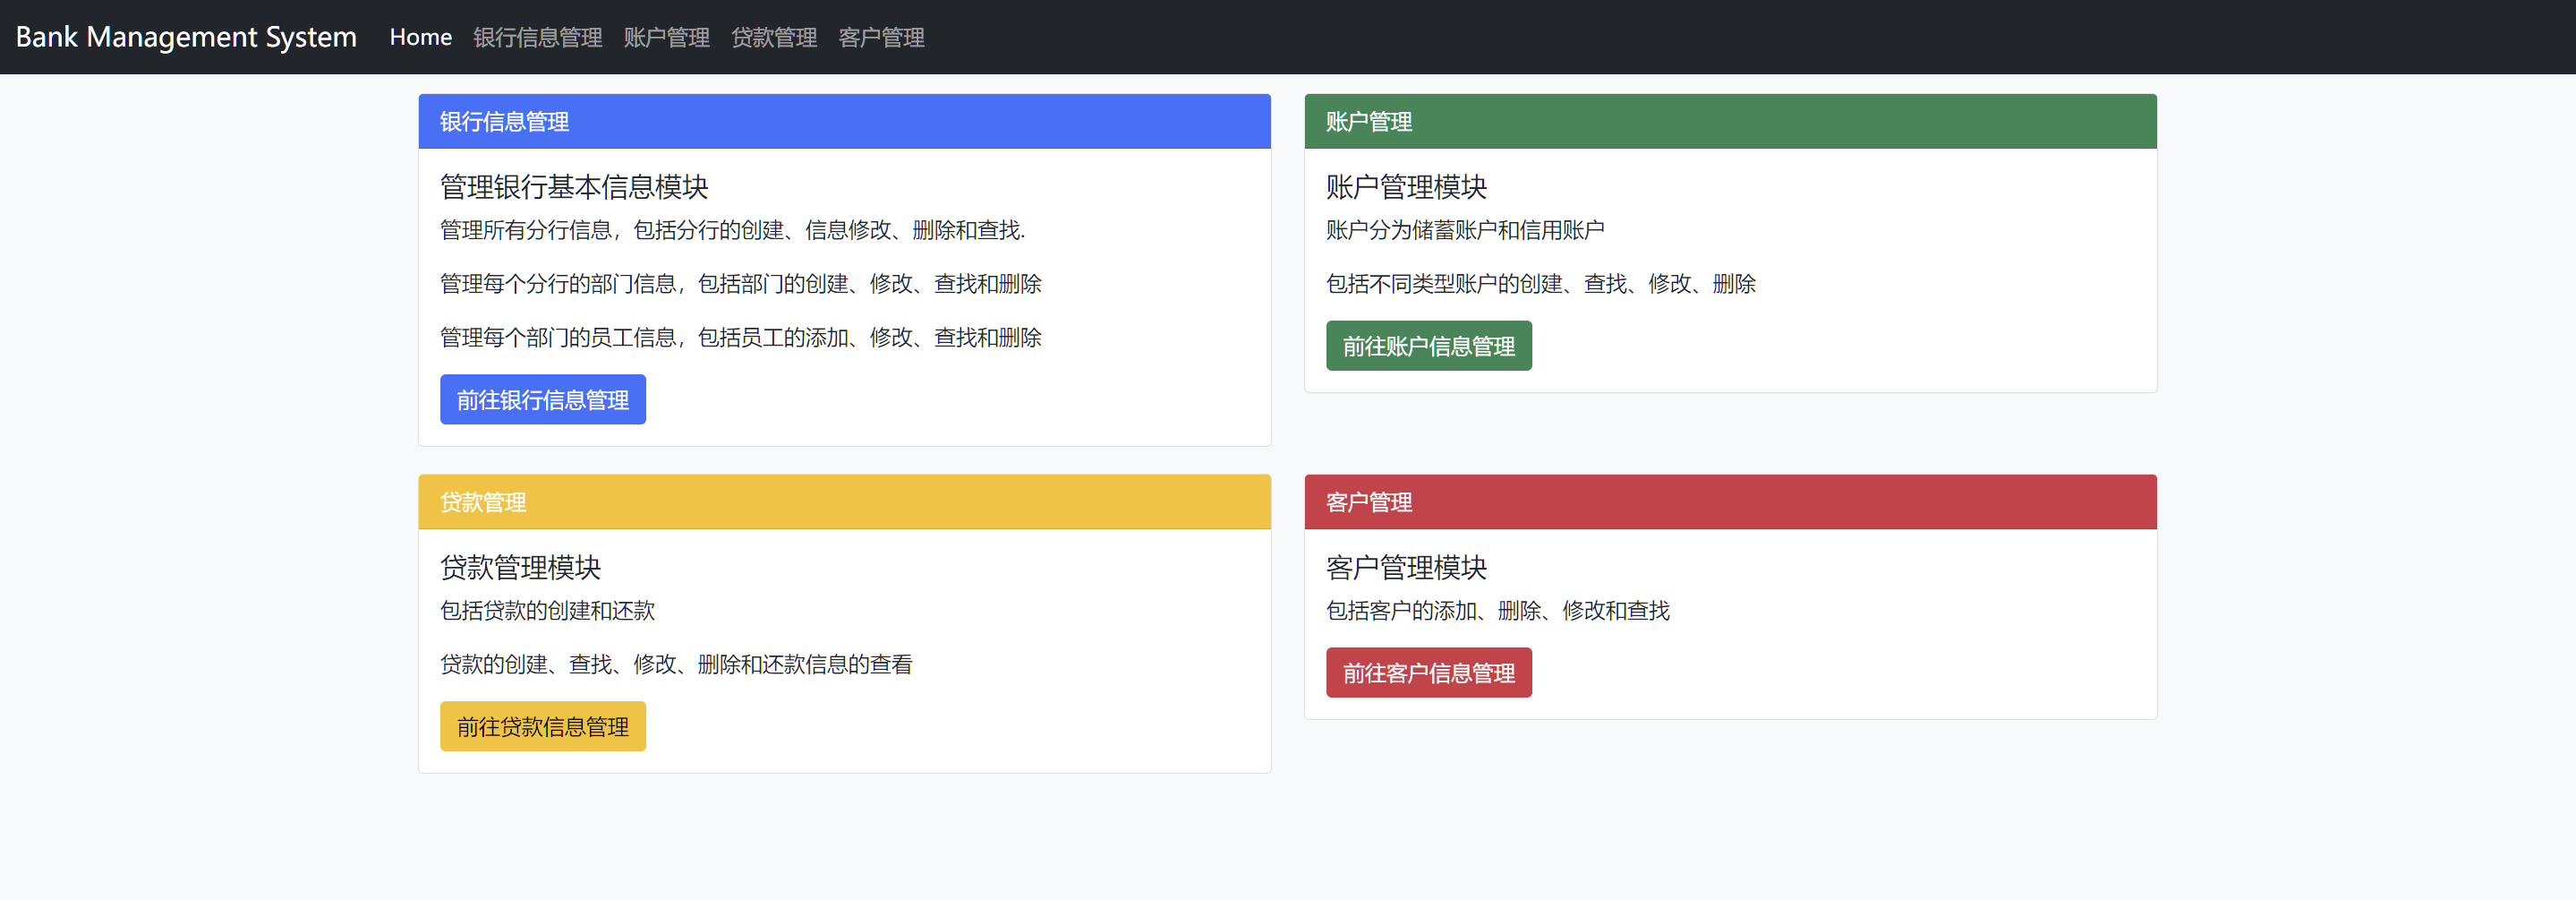 Bank Management System Home 银行信息管理 账户管理 贷款管理 客户管理
银行信息管理
管理银行基本信息模块
管理所有分行信息，包括分行的创建、信息修改、删除和查找.
管理每个分行的部门信息，包括部门的创建、修改、查找和删除
管理每个部门的员工信息，包括员工的添加、修改、查找和删除
前往银行信息管理
账户管理
账户管理模块
账户分为储蓄账户和信用账户
包括不同类型账户的创建、查找、修改、删除
前往账户信息管理
贷款管理
贷款管理模块
包括贷款的创建和还款
贷款的创建、查找、修改、删除和还款信息的查看
前往贷款信息管理
客户管理
客户管理模块
包括客户的添加、删除、修改和查找
前往客户信息管理